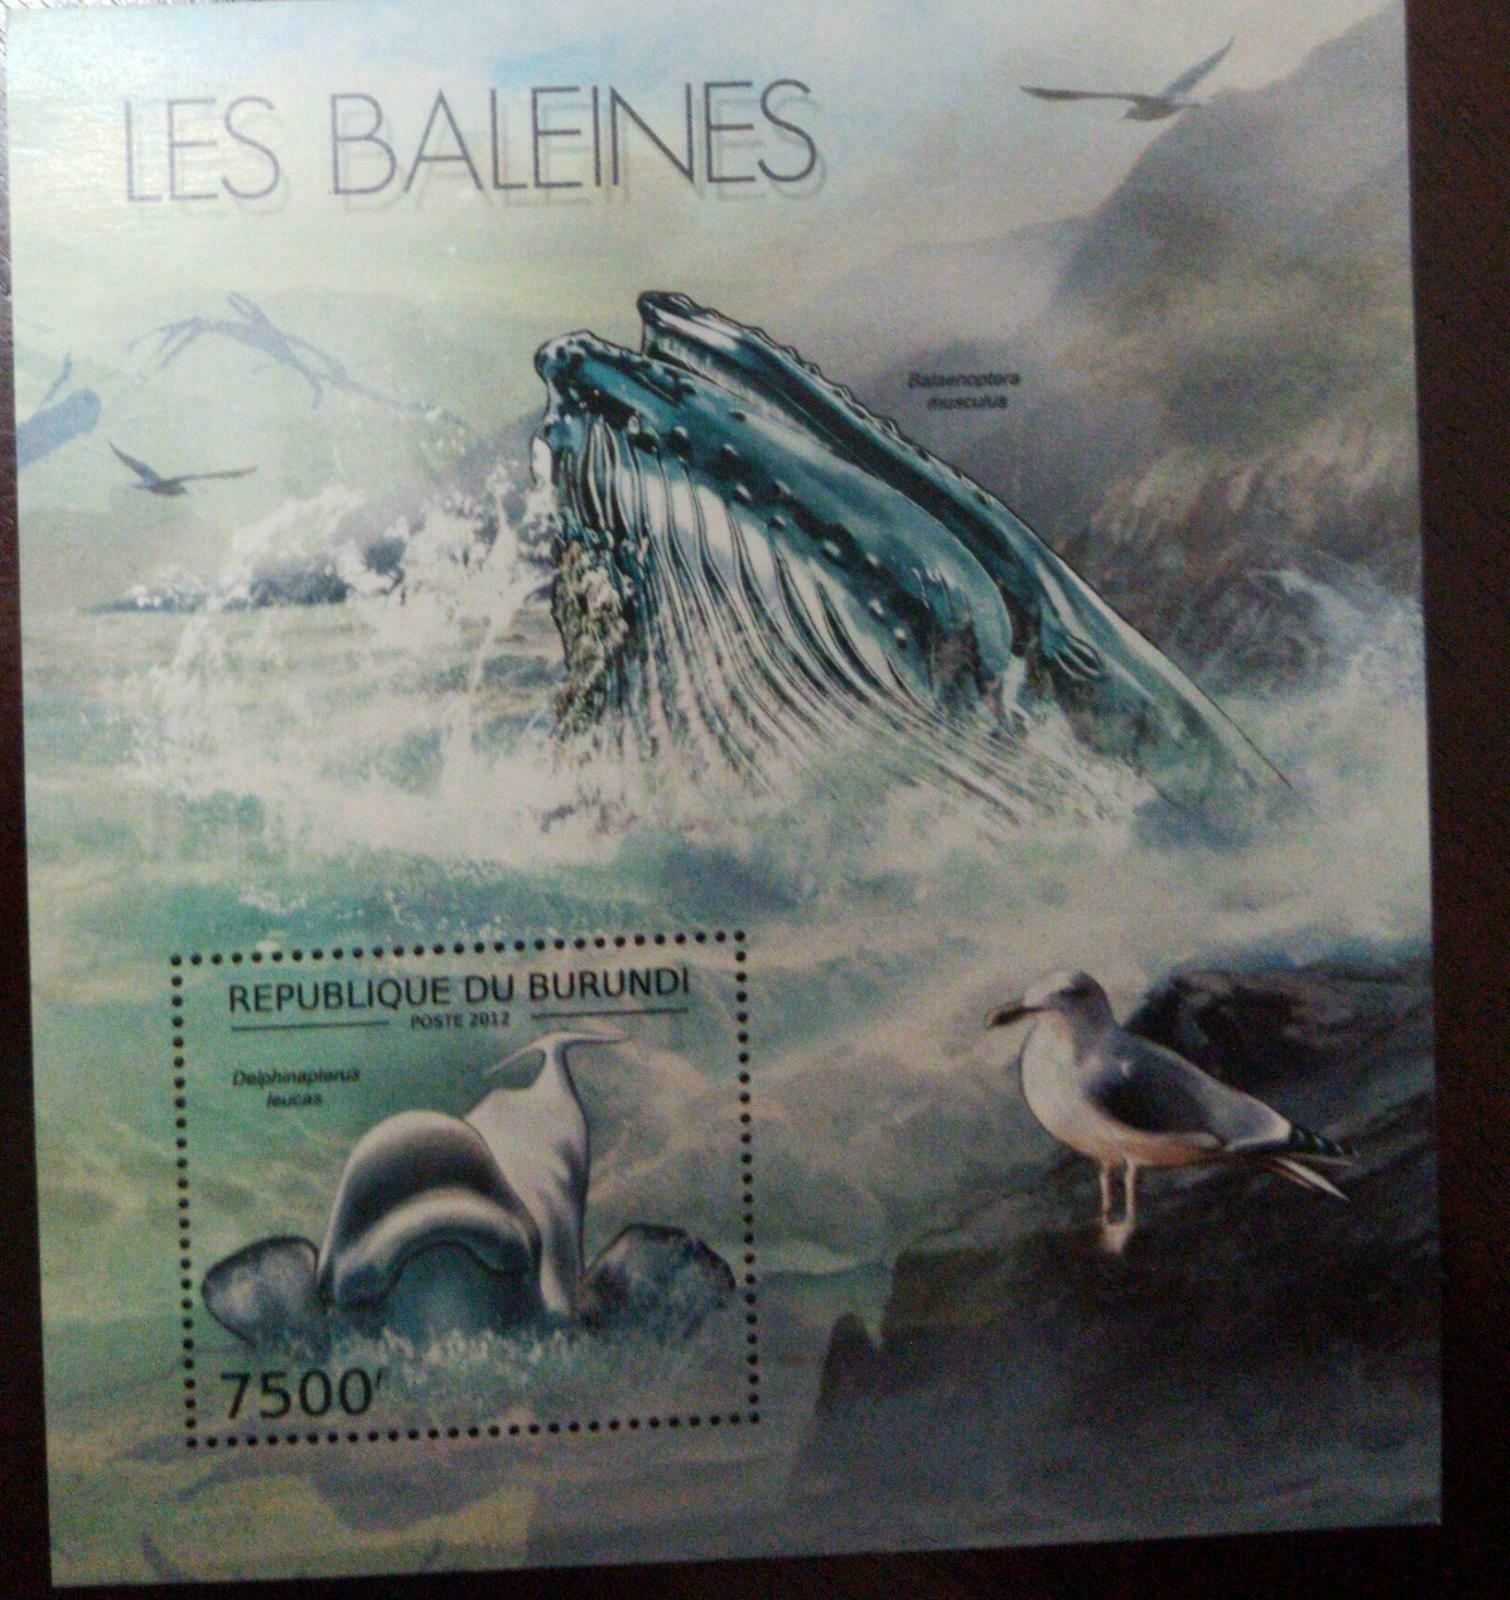 LES BALEINES
Balaenoptera
musculus
REPUBLIQUE DU BURUNDI
POSTE 2012
Delphinapterus
leucas
7500F